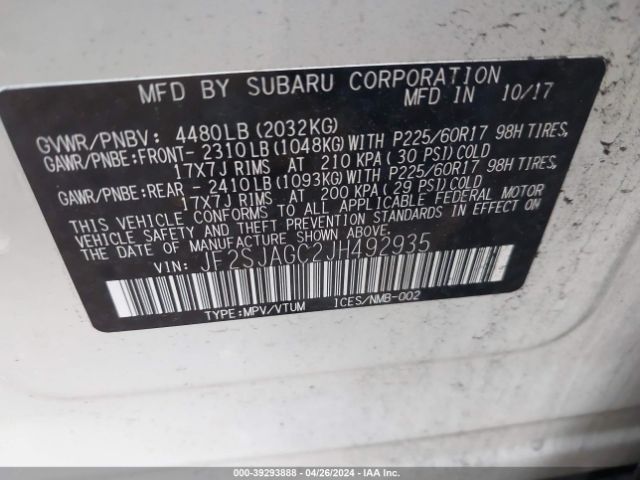 MFD BY SUBARU CORPORATION
MFD IN 10/17
GVWR/PNBV: 4480LB(2032KG)
GAWR/PNBE:FRONT- 2310LB(1048KG)WITH P225/60R17 98H TIRES,
17X7J RIMS AT 210 KPA(30 PSI)COLD
GAWR/PNBE:REAR - 2410LB(1093KG)WITH P225/60R17 98H TIRES,
17X7J RIMS AT 200 KPA(29 PSI)COLD
THIS VEHICLE CONFORMS TO ALL APPLICABLE FEDERAL MOTOR
VEHICLE SAFETY AND THEFT PREVENTION STANDARDS IN EFFECT ON
THE DATE OF MANUFACTURE SHOWN ABOVE.
VIN: JF2SJAGC2JH492935
TYPE:MPV/VTUM ICES/NMB-002
000-39293888 - 04/26/2024 - IAA Inc.